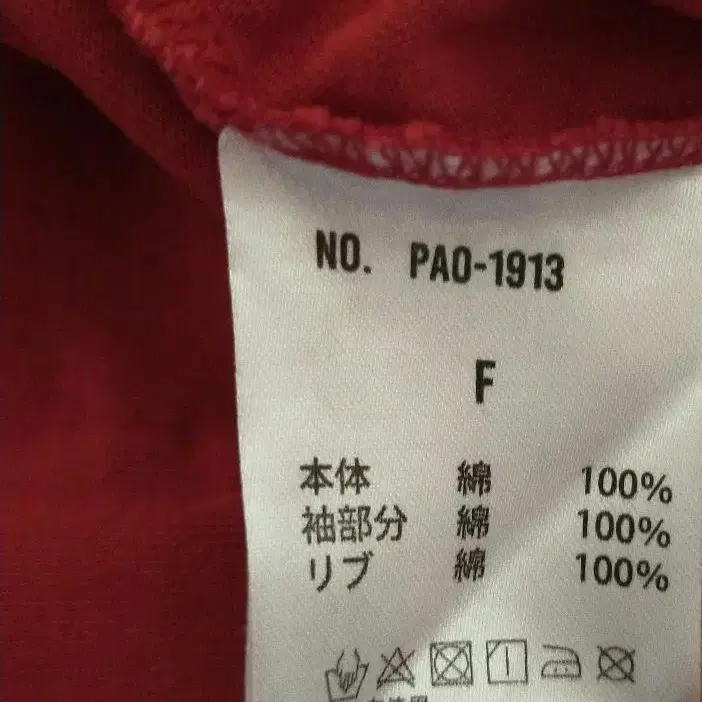 NO. PAO-1913
F
本体 綿 100%
袖部分 綿 100%
リブ 綿 100%